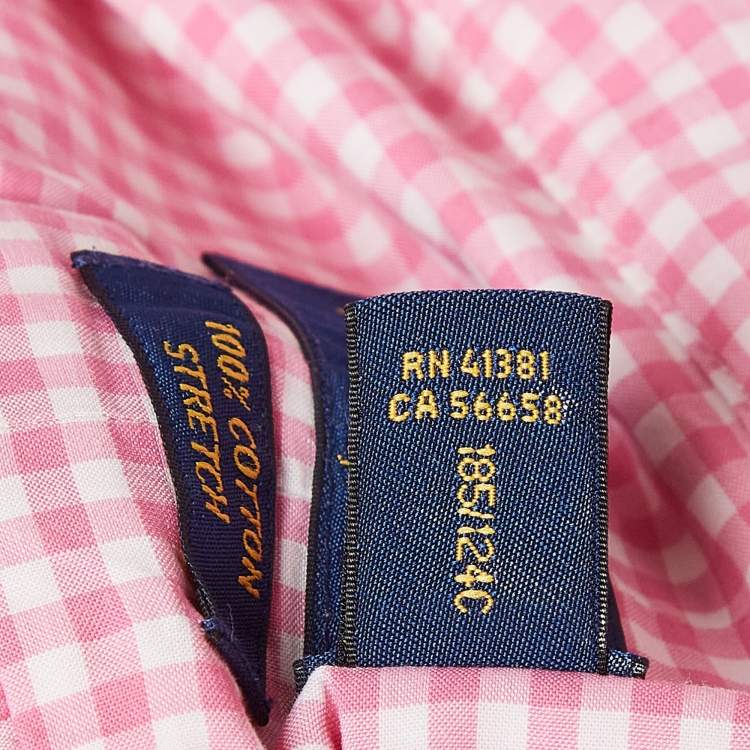 100% COTTON
STRETCH
RN 41381
CA 56658
185/124C